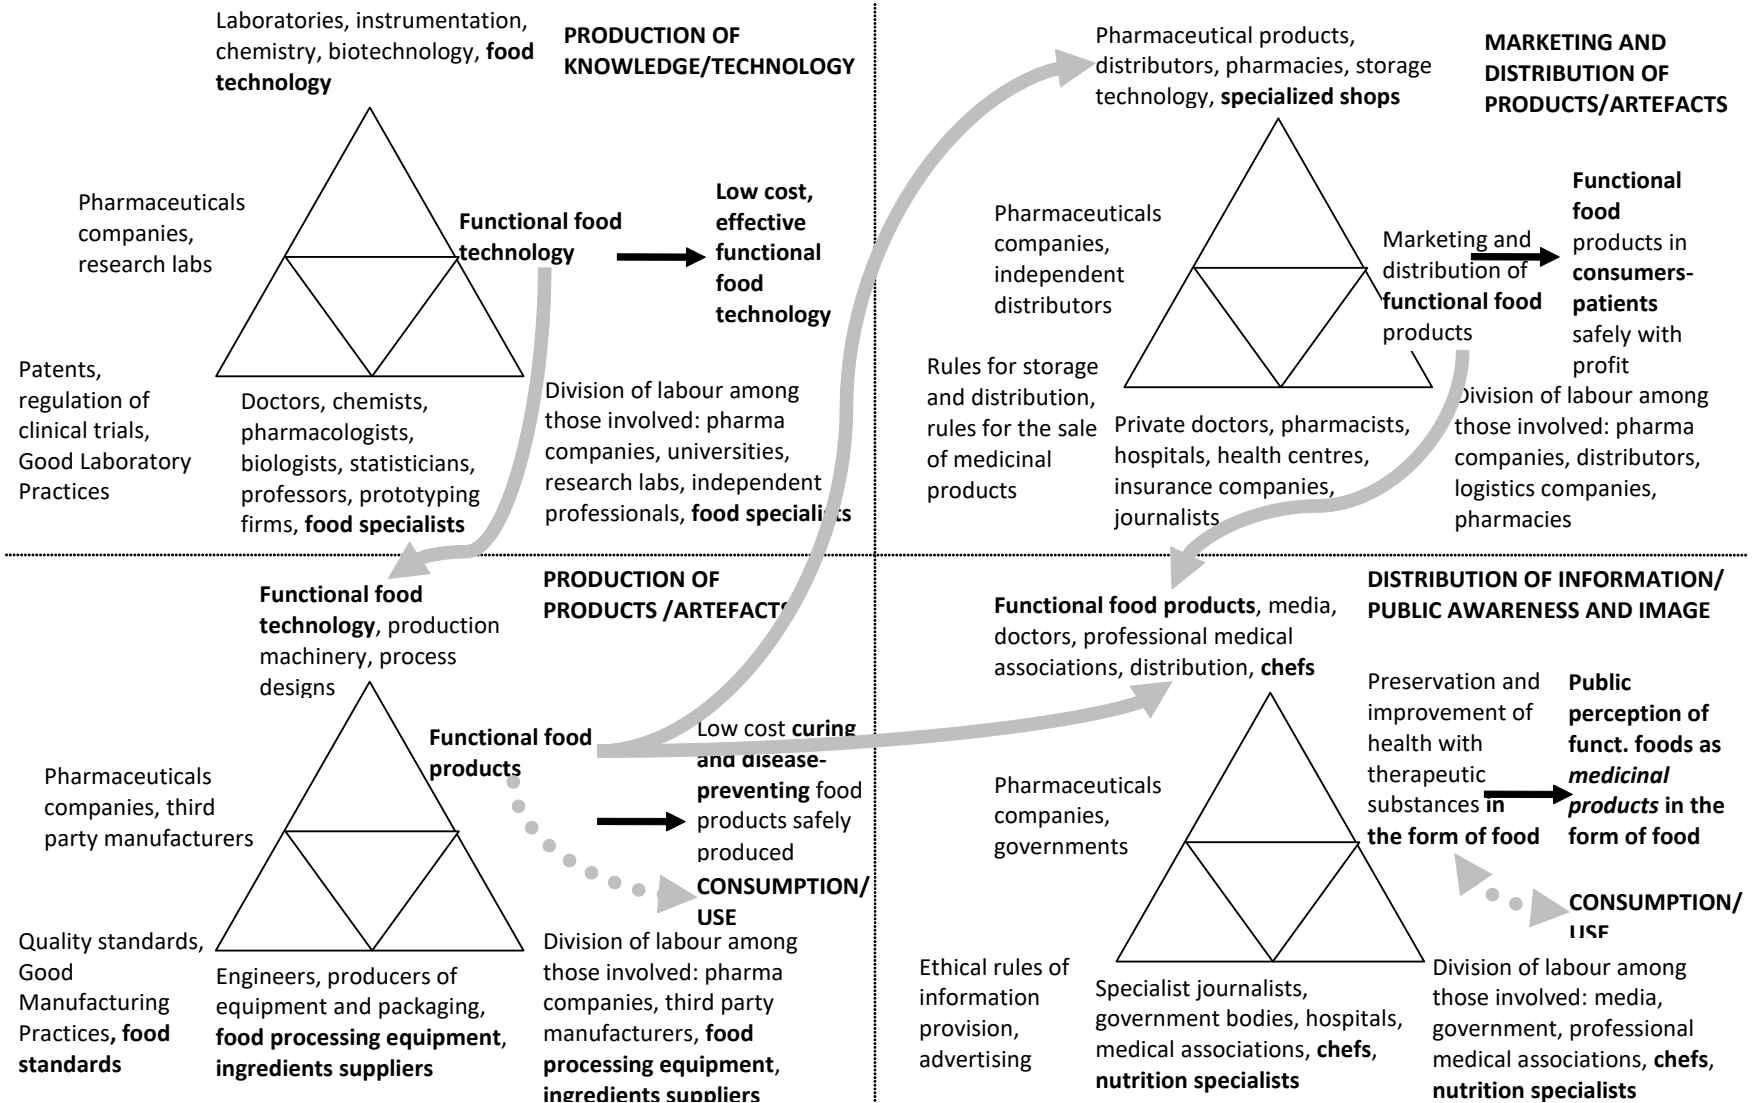 Laboratories, instrumentation,
chemistry, biotechnology, food
technology
PRODUCTION OF
KNOWLEDGE/TECHNOLOGY
Pharmaceuticals
companies,
research labs
Functional food
technology
Low cost,
effective
functional
food
technology
Patents,
regulation of
clinical trials,
Good Laboratory
Practices
Doctors, chemists,
pharmacologists,
biologists, statisticians,
professors, prototyping
firms, food specialists
Division of labour among
those involved: pharma
companies, universities,
research labs, independent
professionals, food specialists
Pharmaceutical products,
distributors, pharmacies, storage
technology, specialized shops
MARKETING AND
DISTRIBUTION OF
PRODUCTS/ARTEFACTS
Pharmaceuticals
companies,
independent
distributors
Marketing and
distribution of
functional food
products
Functional
food
products in
consumers-
patients
safely with
profit
Rules for storage
and distribution,
rules for the sale
of medicinal
products
Private doctors, pharmacists,
hospitals, health centres,
insurance companies,
journalists
Division of labour among
those involved: pharma
companies, distributors,
logistics companies,
pharmacies
Functional food
technology, production
machinery, process
designs
PRODUCTION OF
PRODUCTS /ARTEFACTS
Pharmaceuticals
companies, third
party manufacturers
Functional food
products
Low cost curing
and disease-
preventing food
products safely
produced
CONSUMPTION/
USE
Quality standards,
Good
Manufacturing
Practices, food
standards
Engineers, producers of
equipment and packaging,
food processing equipment,
ingredients suppliers
Division of labour among
those involved: pharma
companies, third party
manufacturers, food
processing equipment,
ingredients suppliers
Functional food products, media,
doctors, professional medical
associations, distribution, chefs
DISTRIBUTION OF INFORMATION/
PUBLIC AWARENESS AND IMAGE
Pharmaceuticals
companies,
governments
Preservation and
improvement of
health with
therapeutic
substances in
the form of food
Public
perception of
funct. foods as
medicinal
products in the
form of food
CONSUMPTION/
USE
Ethical rules of
information
provision,
advertising
Specialist journalists,
government bodies, hospitals,
medical associations, chefs,
nutrition specialists
Division of labour among
those involved: media,
government, professional
medical associations, chefs,
nutrition specialists